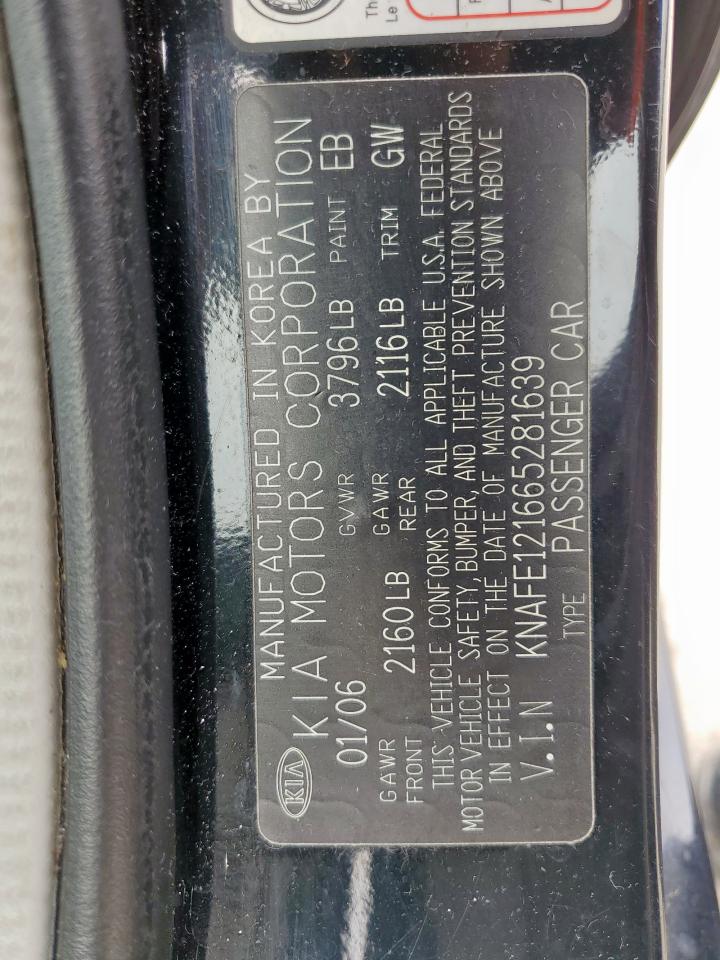 Th
Le
MANUFACTURED IN KOREA BY
KIA KIA MOTORS CORPORATION
01/06 GVWR 3796LB PAINT EB
GAWR FRONT 2160LB GAWR REAR 2116LB TRIM GW
THIS VEHICLE CONFORMS TO ALL APPLICABLE U.S.A. FEDERAL
MOTOR VEHICLE SAFETY, BUMPER, AND THEFT PREVENTION STANDARDS
IN EFFECT ON THE DATE OF MANUFACTURE SHOWN ABOVE
V.I.N KNAFE121665281639
TYPE PASSENGER CAR